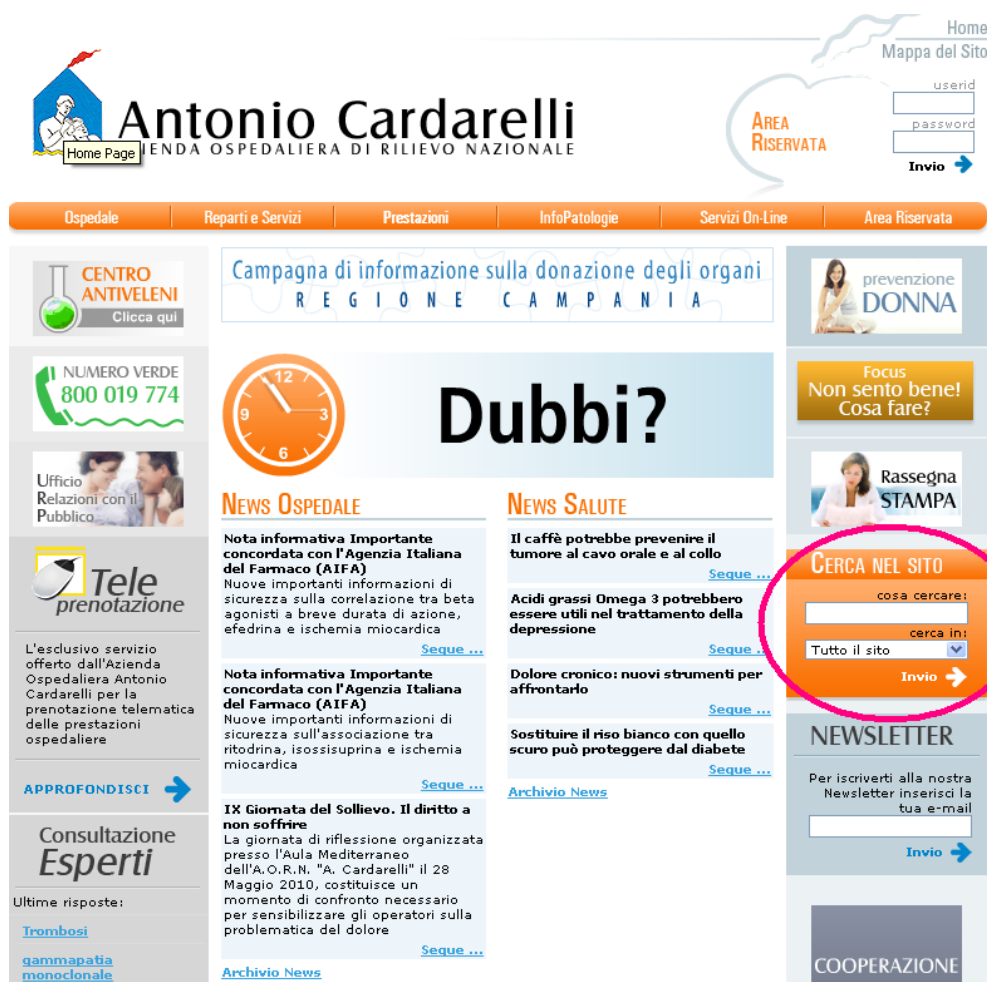 Home
Mappa del Sito
Antonio Cardarelli
IENDA OSPEDALIERA DI RILIEVO NAZIONALE
Home Page
AREA
RISERVATA
userid
password
Invio
Ospedale
Reparti e Servizi
Prestazioni
InfoPatologie
Servizi On-Line
Area Riservata
CENTRO
ANTIVELENI
Clicca qui
NUMERO VERDE
800 019 774
Ufficio
Relazioni con il
Pubblico
Tele
prenotazione
L'esclusivo servizio
offerto dall'Azienda
Ospedaliera Antonio
Cardarelli per la
prenotazione telematica
delle prestazioni
ospedaliere
APPROFONDISCI
Consultazione
Esperti
Ultime risposte:
Trombosi
gammapatia
monoclonale
Campagna di informazione sulla donazione degli organi
REGIONE CAMPANIA
12
3
6
9
Dubbi?
NEWS OSPEDALE
Nota informativa Importante
concordata con l'Agenzia Italiana
del Farmaco (AIFA)
Nuove importanti informazioni di
sicurezza sulla correlazione tra beta
agonisti a breve durata di azione,
efedrina e ischemia miocardica
Segue ...
Nota informativa Importante
concordata con l'Agenzia Italiana
del Farmaco (AIFA)
Nuove importanti informazioni di
sicurezza sull'associazione tra
ritodrina, isossisuprina e ischemia
miocardica
Segue ...
IX Giornata del Sollievo. Il diritto a
non soffrire
La giornata di riflessione organizzata
presso l'Aula Mediterraneo
dell'A.O.R.N. "A. Cardarelli" il 28
Maggio 2010, costituisce un
momento di confronto necessario
per sensibilizzare gli operatori sulla
problematica del dolore
Segue ...
Archivio News
NEWS SALUTE
Il caffè potrebbe prevenire il
tumore al cavo orale e al collo
Segue ...
Acidi grassi Omega 3 potrebbero
essere utili nel trattamento della
depressione
Segue ...
Dolore cronico: nuovi strumenti per
affrontarlo
Segue ...
Sostituire il riso bianco con quello
scuro può proteggere dal diabete
Segue ...
Archivio News
prevenzione
DONNA
Focus
Non sento bene!
Cosa fare?
Rassegna
STAMPA
CERCA NEL SITO
cosa cercare:
cerca in:
Tutto il sito
Invio
NEWSLETTER
Per iscriverti alla nostra
Newsletter inserisci la
tua e-mail
Invio
COOPERAZIONE